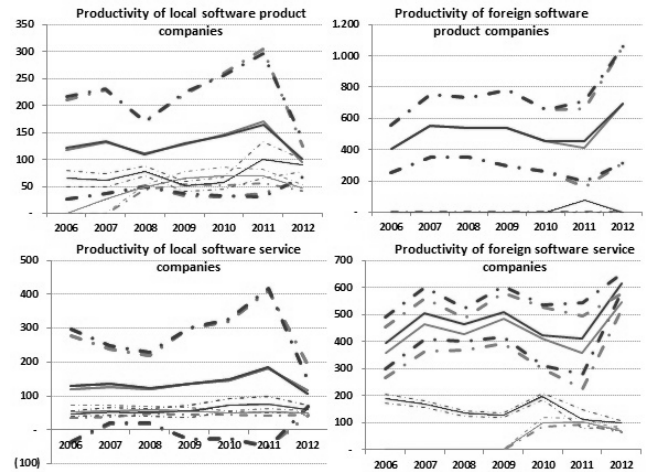 Productivity of local software product
companies
350
300
250
200
150
100
50
-
2006 2007 2008 2009 2010 2011 2012
Productivity of foreign software
product companies
1.200
1.000
800
600
400
200
-
2006 2007 2008 2009 2010 2011 2012
Productivity of local software service
companies
500
400
300
200
100
-
(100)
2006 2007 2008 2009 2010 2011 2012
Productivity of foreign software service
companies
700
600
500
400
300
200
100
-
2006 2007 2008 2009 2010 2011 2012